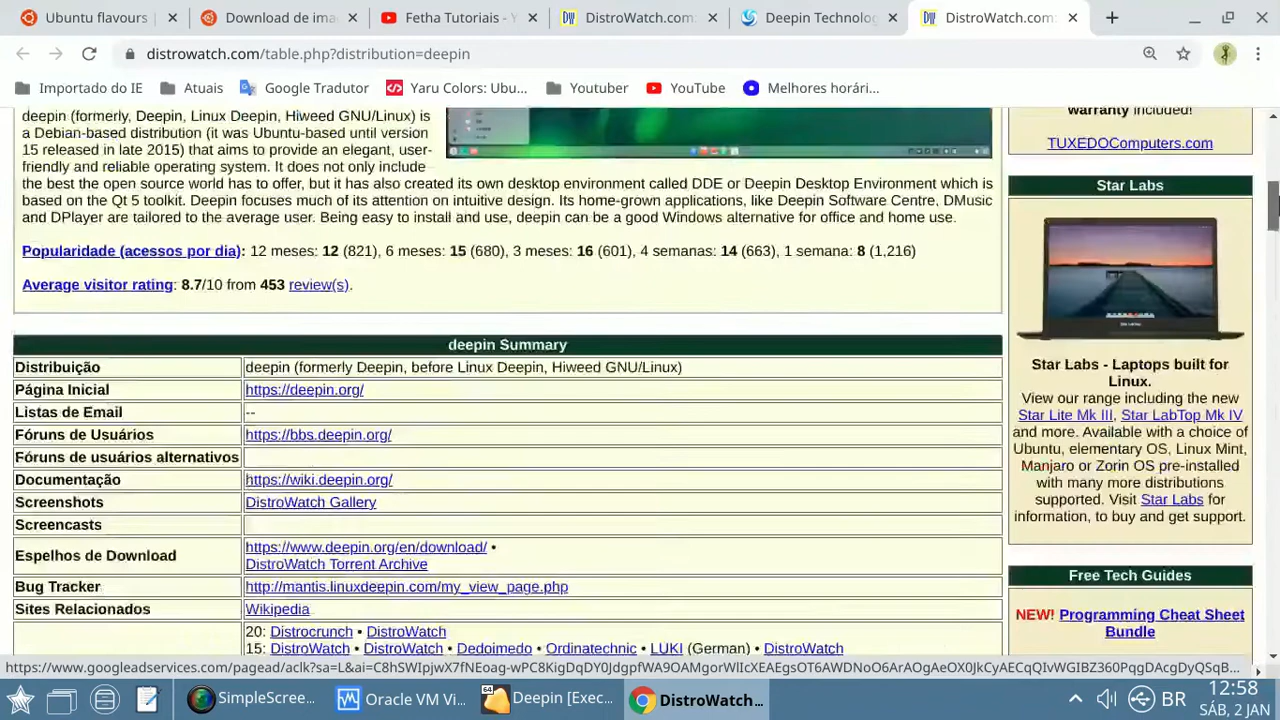 Ubuntu flavours
Download de ima
Fetha Tutoriais - Y
DistroWatch.com:
Deepin Technolog
DistroWatch.com:
distrowatch.com/table.php?distribution=deepin
Importado do IE
Atuais
Google Tradutor
Yaru Colors: Ubu...
Youtuber
YouTube
Melhores horári...
deepin (formerly, Deepin, Linux Deepin, Hiweed GNU/Linux) is
a Debian-based distribution (it was Ubuntu-based until version
15 released in late 2015) that aims to provide an elegant, user-
friendly and reliable operating system. It does not only include
the best the open source world has to offer, but it has also created its own desktop environment called DDE or Deepin Desktop Environment which is
based on the Qt 5 toolkit. Deepin focuses much of its attention on intuitive design. Its home-grown applications, like Deepin Software Centre, DMusic
and DPlayer are tailored to the average user. Being easy to install and use, deepin can be a good Windows alternative for office and home use.
Popularidade (acessos por dia): 12 meses: 12 (821), 6 meses: 15 (680), 3 meses: 16 (601), 4 semanas: 14 (663), 1 semana: 8 (1,216)
Average visitor rating: 8.7/10 from 453 review(s).
deepin Summary
Distribuição deepin (formerly Deepin, before Linux Deepin, Hiweed GNU/Linux)
Página Inicial https://deepin.org/
Listas de Email --
Fóruns de Usuários https://bbs.deepin.org/
Fóruns de usuários alternativos
Documentação https://wiki.deepin.org/
Screenshots DistroWatch Gallery
Screencasts
Espelhos de Download https://www.deepin.org/en/download/ •
DistroWatch Torrent Archive
Bug Tracker http://mantis.linuxdeepin.com/my_view_page.php
Sites Relacionados Wikipedia
20: Distrocrunch • DistroWatch
15: DistroWatch • DistroWatch • Dedoimedo • Ordinatechnic • LUKI (German) • DistroWatch
warranty included!
TUXEDOComputers.com
Star Labs
Star Labs - Laptops built for
Linux.
View our range including the new
Star Lite Mk III, Star LabTop Mk IV
and more. Available with a choice of
Ubuntu, elementary OS, Linux Mint,
Manjaro or Zorin OS pre-installed
with many more distributions
supported. Visit Star Labs for
information, to buy and get support.
Free Tech Guides
NEW! Programming Cheat Sheet
Bundle
SimpleScree...
Oracle VM Vi...
64
Deepin [Exec...
DistroWatch...
BR
12:58
SÁB, 2 JAN